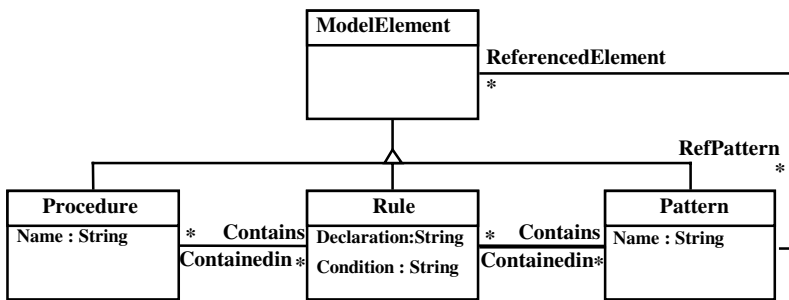 ModelElement
ReferencedElement
*
RefPattern
*
Procedure
Name : String
* Contains
Containedin *
Rule
Declaration:String
Condition : String
* Contains
Containedin*
Pattern
Name : String